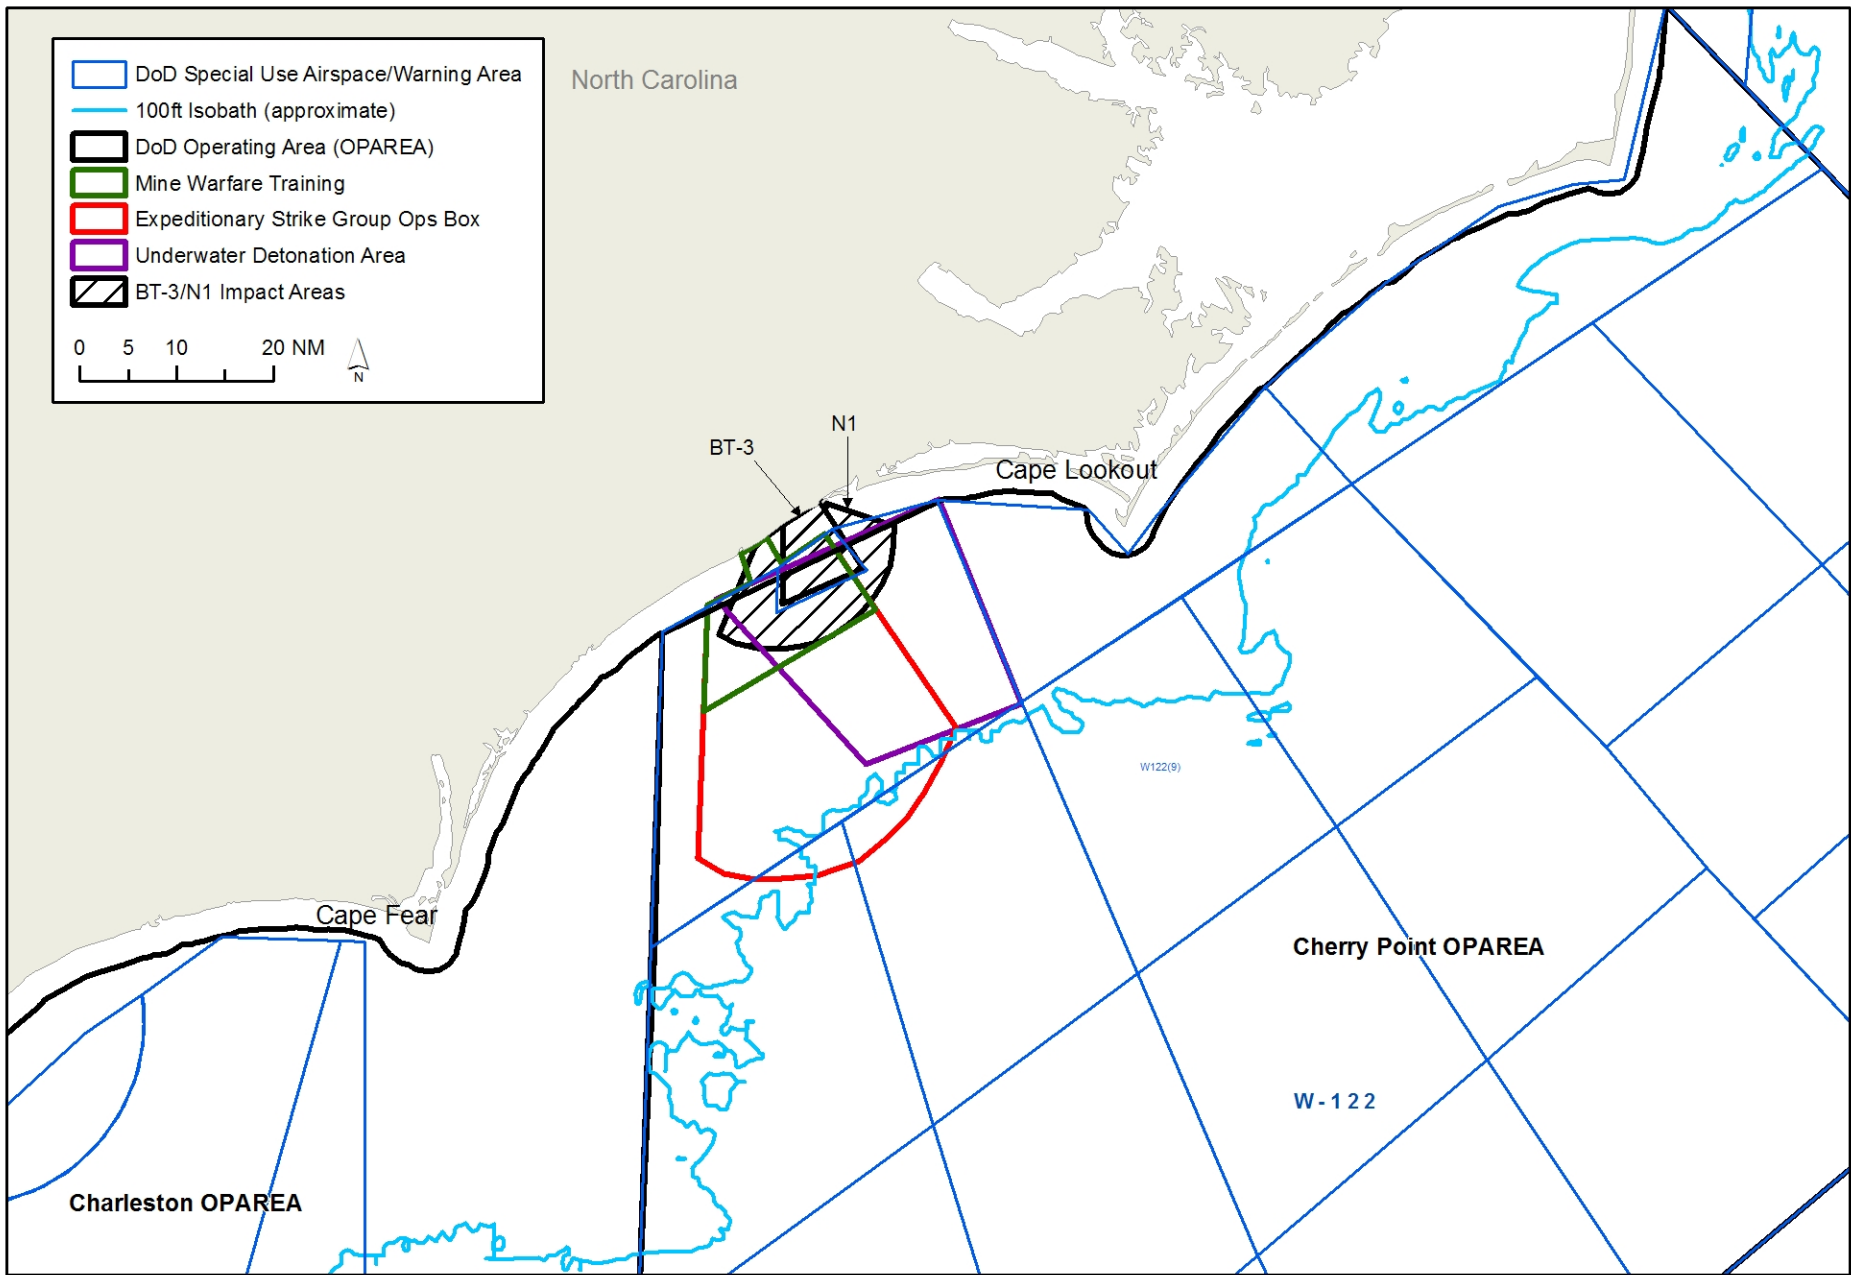 DoD Special Use Airspace/Warning Area
100ft Isobath (approximate)
DoD Operating Area (OPAREA)
Mine Warfare Training
Expeditionary Strike Group Ops Box
Underwater Detonation Area
BT-3/N1 Impact Areas
0 5 10 20 NM
N
North Carolina
N1
BT-3
Cape Lookout
W122(9)
Cape Fear
Cherry Point OPAREA
W-122
Charleston OPAREA